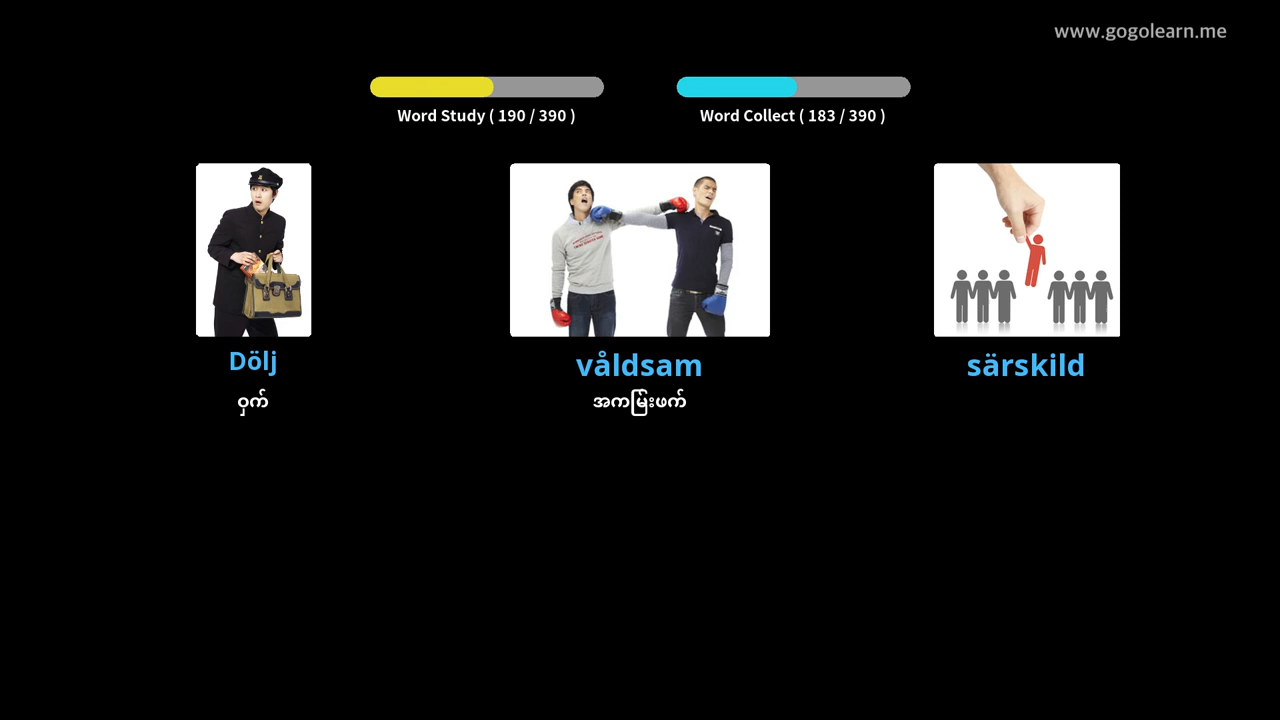 www.gogolearn.me
Word Study ( 190 / 390 )
Word Collect ( 183 / 390 )
Dölj
våldsam
särskild
ဝှက်
အကမ်းဖက်